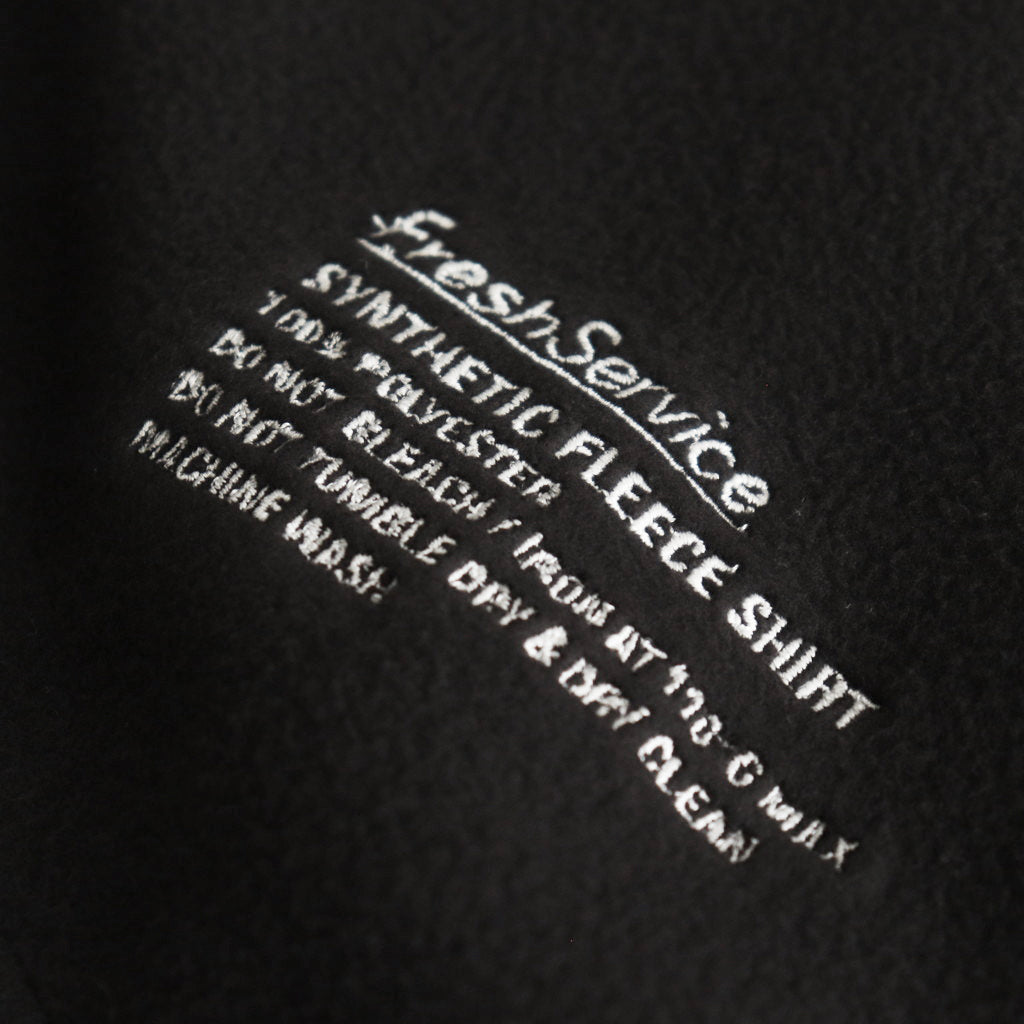 FreshService
SYNTHETIC FLEECE SHIRT
100% POLYESTER
DO NOT BLEACH / IRON AT 110°C MAX
DO NOT TUMBLE DRY & DRY CLEAN
MACHINE WASH